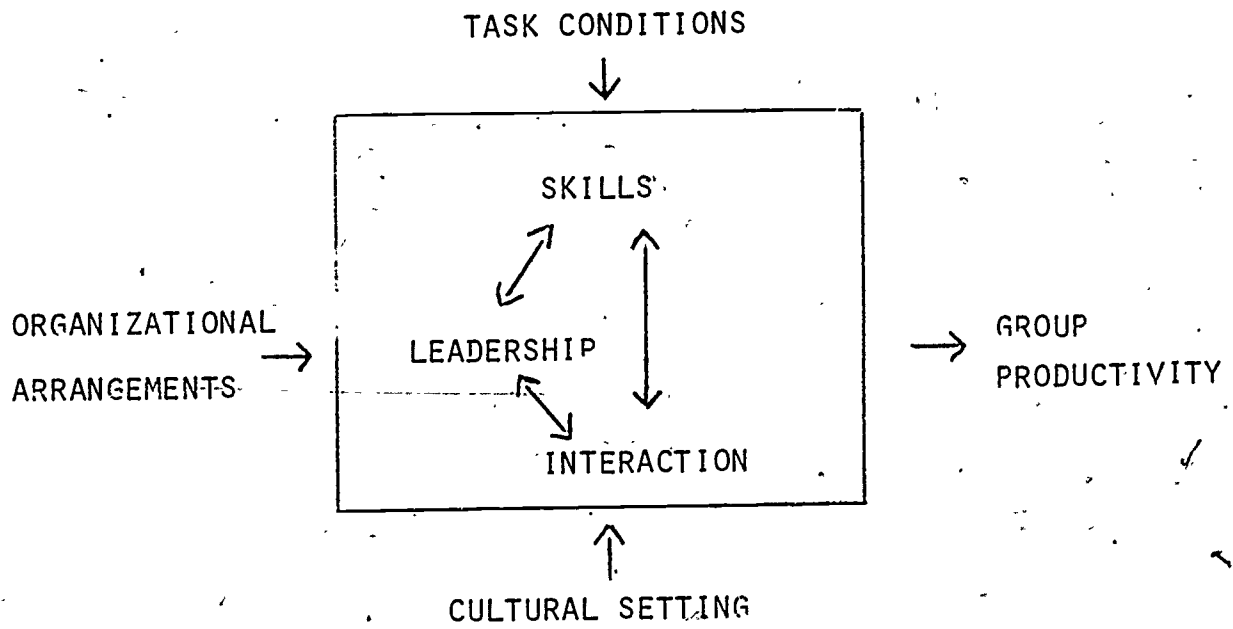 TASK CONDITIONS
SKILLS
ORGANIZATIONAL
ARRANGEMENTS
LEADERSHIP
GROUP
PRODUCTIVITY
INTERACTION
CULTURAL SETTING